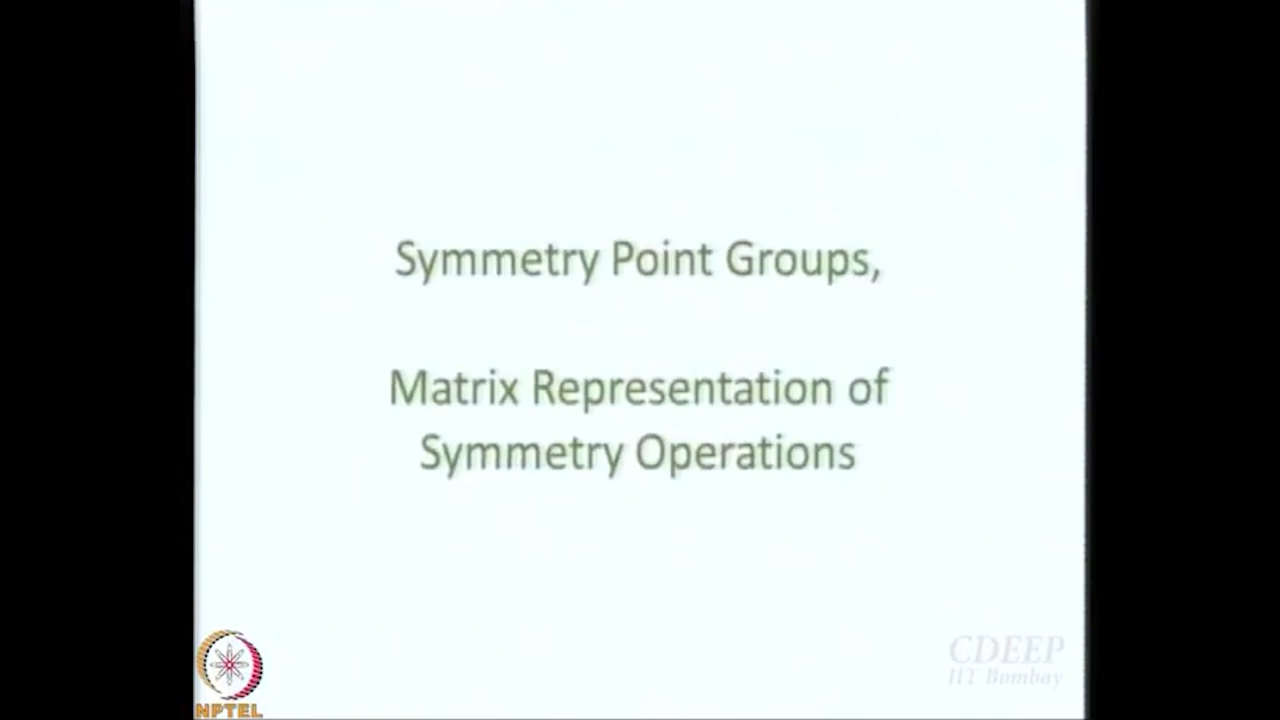 Symmetry Point Groups,
Matrix Representation of
Symmetry Operations
CDEEP
IIT Bombay
NPTEL